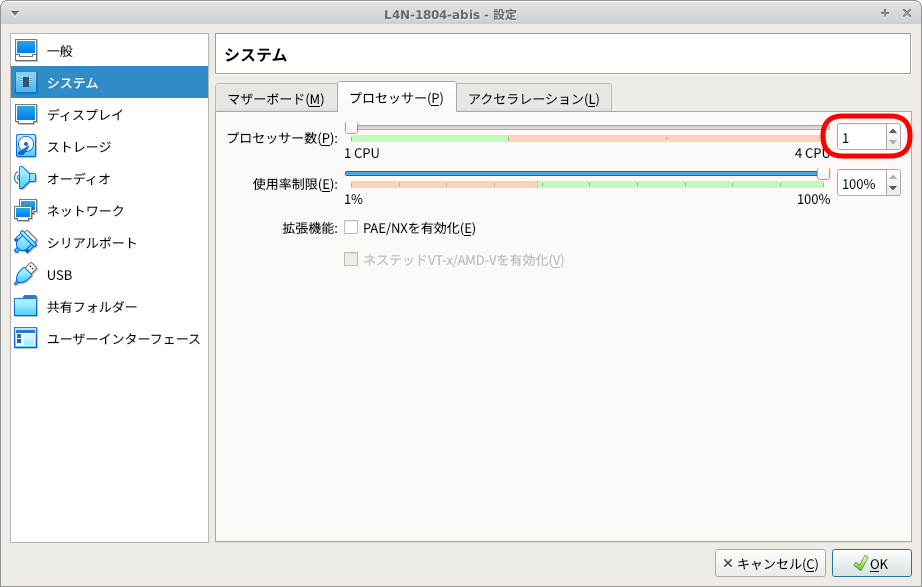 L4N-1804-abis - 設定
一般
システム
ディスプレイ
ストレージ
オーディオ
ネットワーク
シリアルポート
USB
共有フォルダー
ユーザーインターフェース
システム
マザーボード(M) プロセッサー(P) アクセラレーション(L)
プロセッサー数(P): 1
1 CPU 4 CPU
使用率制限(E): 100%
1% 100%
拡張機能: PAE/NXを有効化(E)
ネステッドVT-x/AMD-Vを有効化(V)
キャンセル(C) OK